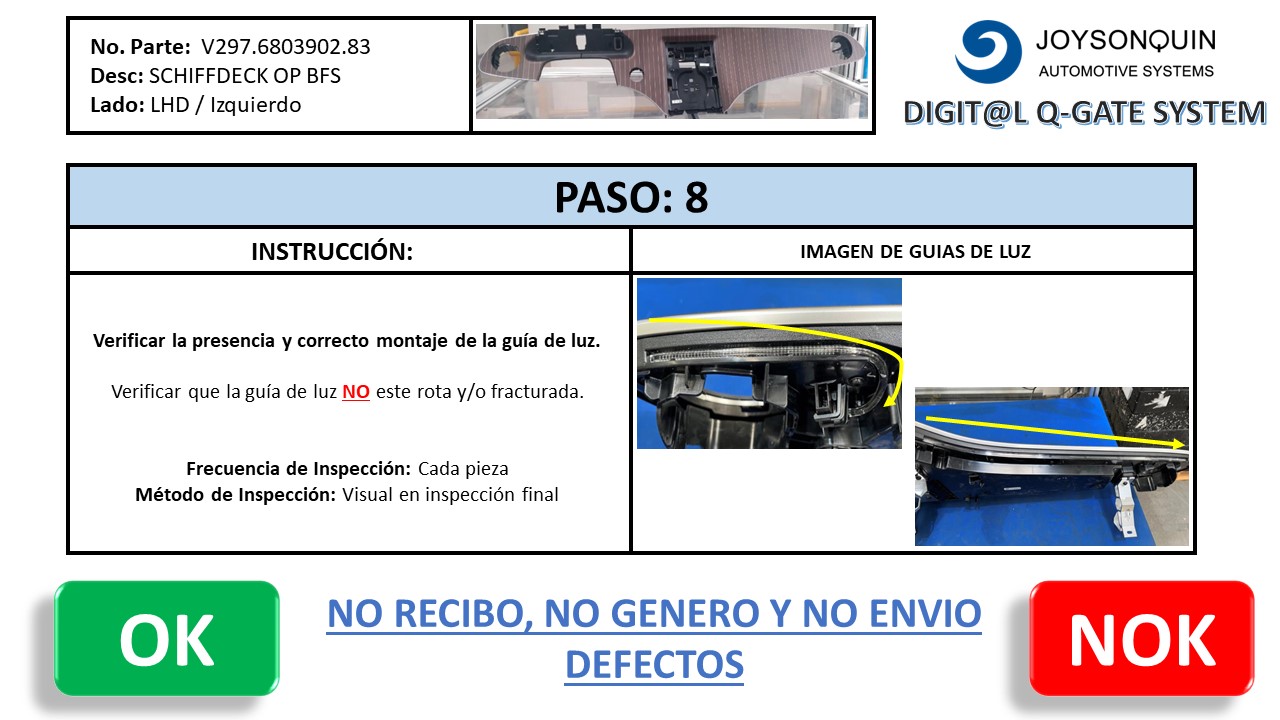 No. Parte: V297.6803902.83
Desc: SCHIFFDECK OP BFS
Lado: LHD / Izquierdo
JOYSONQUIN
AUTOMOTIVE SYSTEMS
DIGIT@L Q-GATE SYSTEM
PASO: 8
INSTRUCCIÓN:
IMAGEN DE GUIAS DE LUZ
Verificar la presencia y correcto montaje de la guía de luz.
Verificar que la guía de luz NO este rota y/o fracturada.
Frecuencia de Inspección: Cada pieza
Método de Inspección: Visual en inspección final
OK
NO RECIBO, NO GENERO Y NO ENVIO
DEFECTOS
NOK